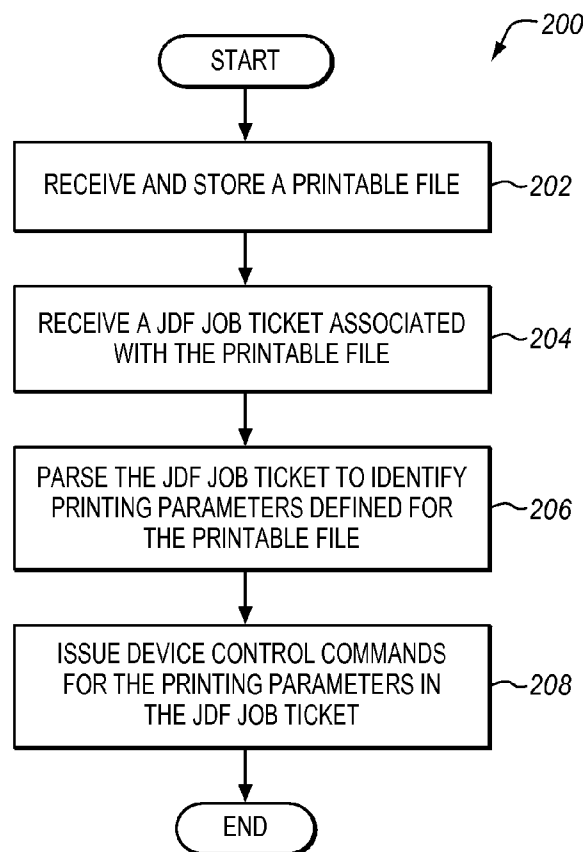 200
START
RECEIVE AND STORE A PRINTABLE FILE
202
RECEIVE A JDF JOB TICKET ASSOCIATED
WITH THE PRINTABLE FILE
204
PARSE THE JDF JOB TICKET TO IDENTIFY
PRINTING PARAMETERS DEFINED FOR
THE PRINTABLE FILE
206
ISSUE DEVICE CONTROL COMMANDS
FOR THE PRINTING PARAMETERS IN
THE JDF JOB TICKET
208
END